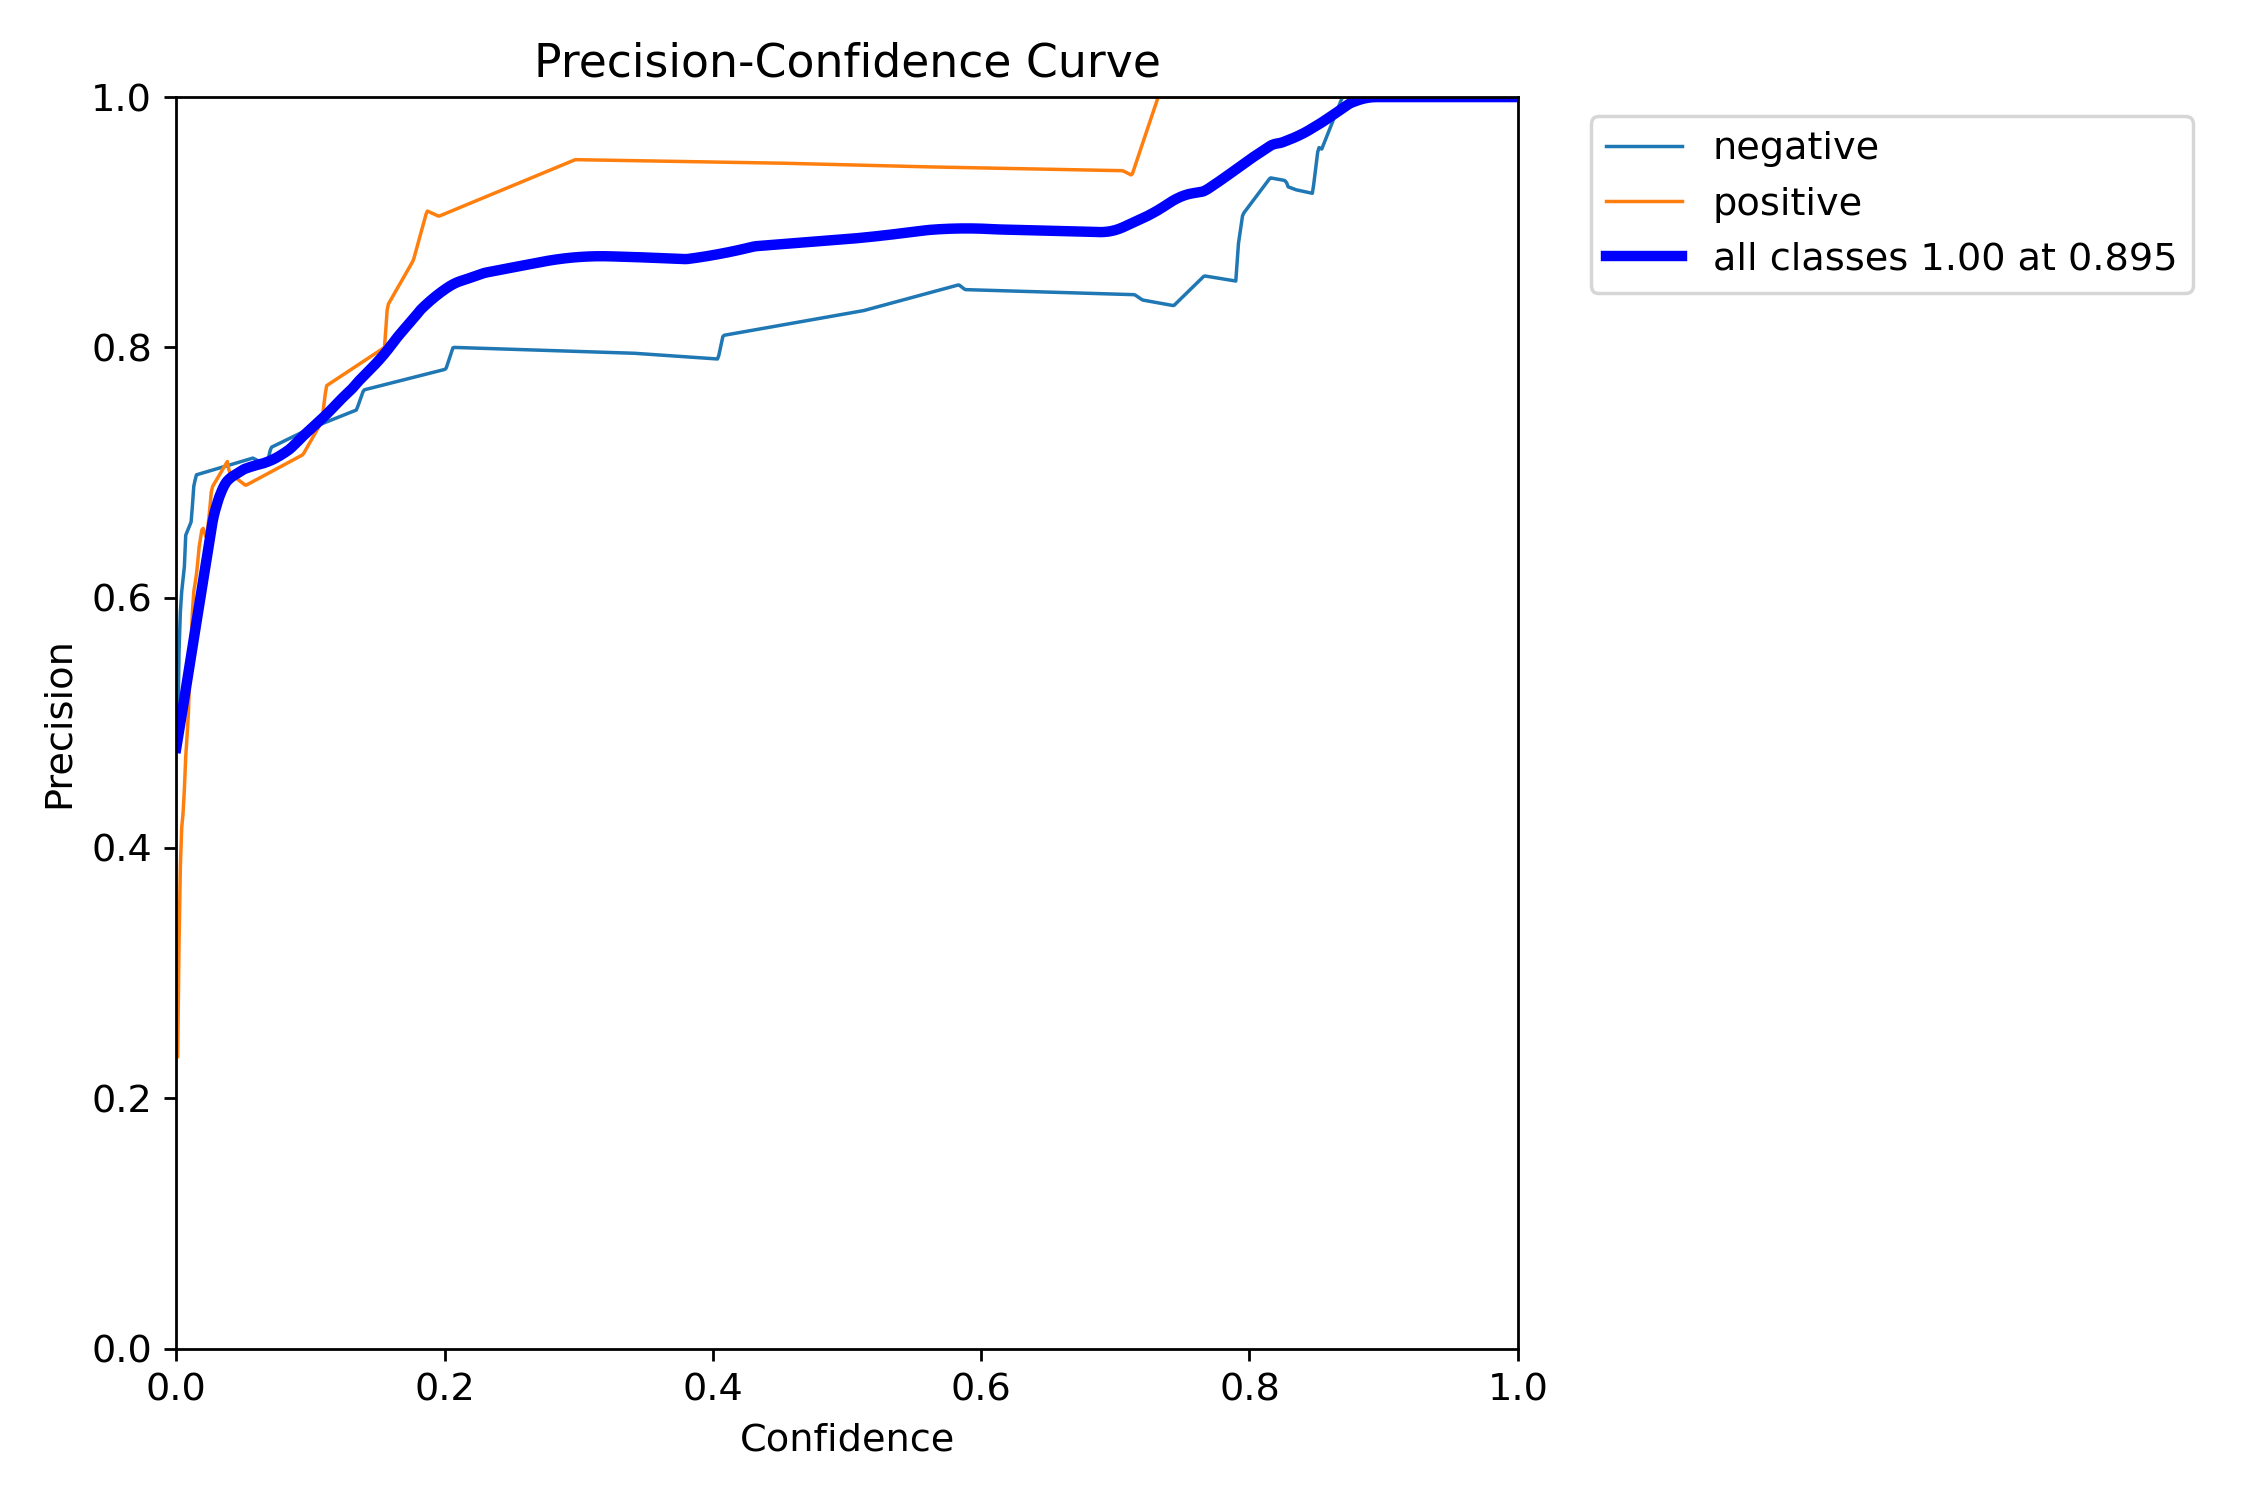 Precision-Confidence Curve
1.0
0.8
0.6
0.4
0.2
0.0
Precision
0.0 0.2 0.4 0.6 0.8 1.0
Confidence
negative
positive
all classes 1.00 at 0.895